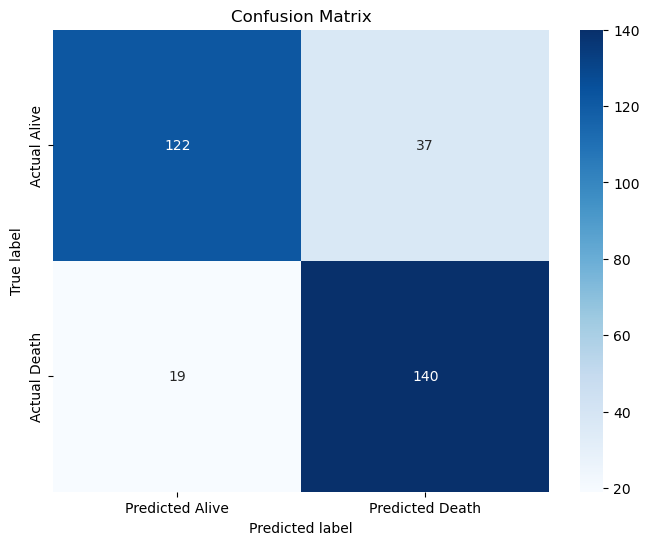 Confusion Matrix
True label
Actual Alive
122
37
Actual Death
19
140
Predicted Alive
Predicted Death
Predicted label
140
120
100
80
60
40
20